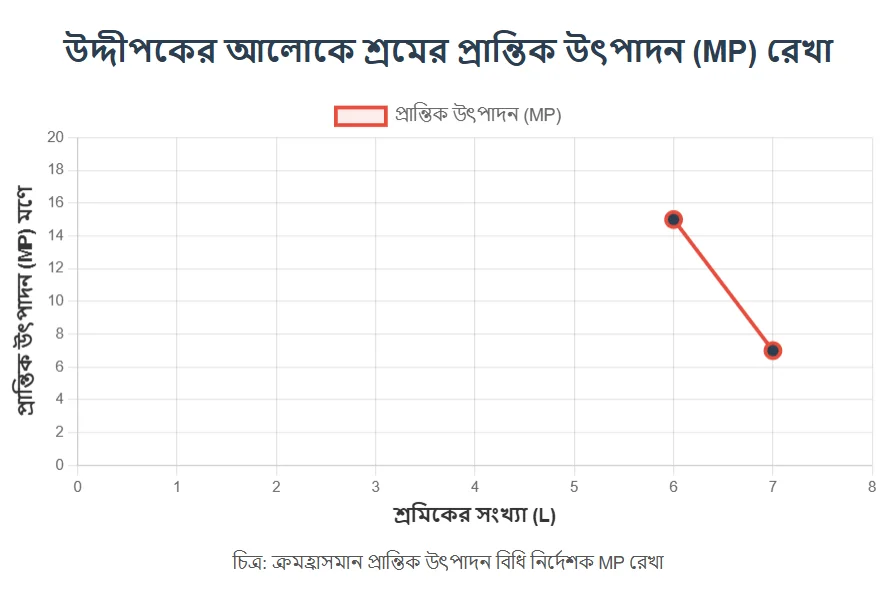 উদ্দীপকের আলোকে শ্রমের প্রান্তিক উৎপাদন (MP) রেখা
প্রান্তিক উৎপাদন (MP)
প্রান্তিক উৎপাদন (MP) মণে
20
18
16
14
12
10
8
6
4
2
0
0 1 2 3 4 5 6 7 8
শ্রমিকের সংখ্যা (L)
চিত্র: ক্রমহ্রাসমান প্রান্তিক উৎপাদন বিধি নির্দেশক MP রেখা